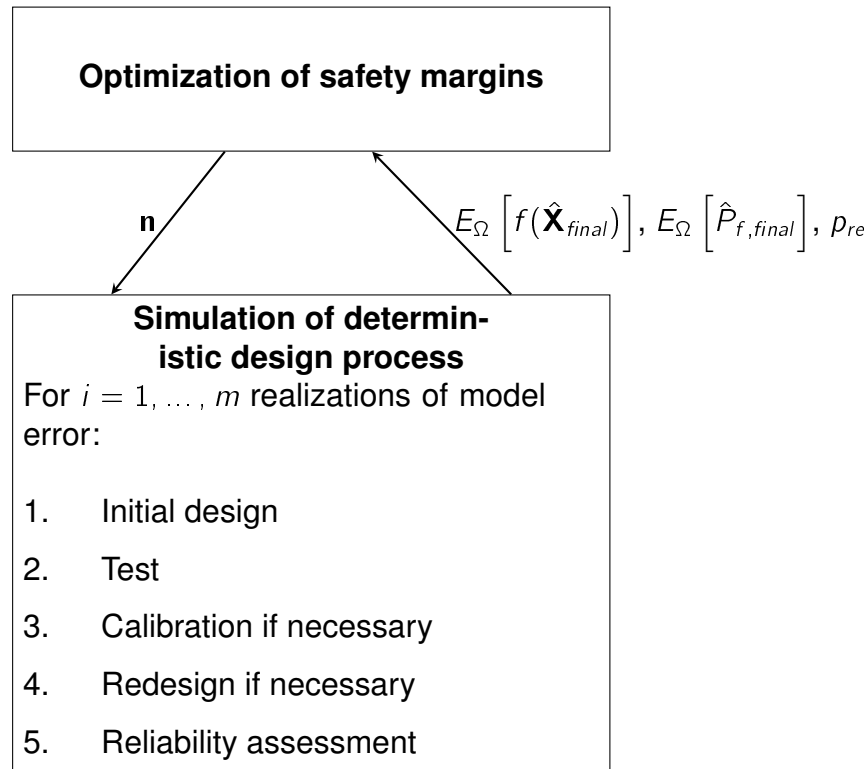 Optimization of safety margins
n
E_Ω [f(X̂_final)], E_Ω [P̂_f,final], p_re
Simulation of determin-
istic design process
For i = 1, ... , m realizations of model
error:
1. Initial design
2. Test
3. Calibration if necessary
4. Redesign if necessary
5. Reliability assessment